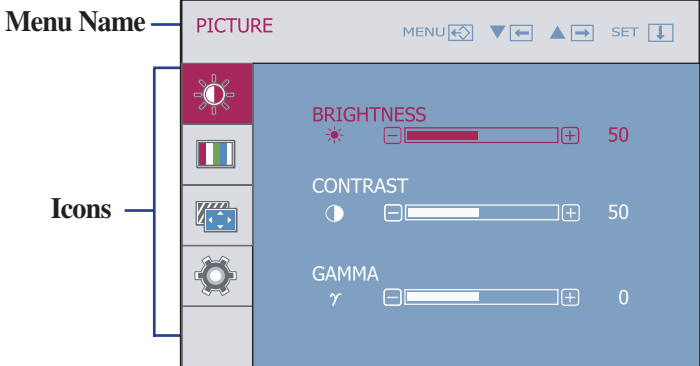 Menu Name
PICTURE MENU SET
BRIGHTNESS
50
CONTRAST
50
Icons
GAMMA
γ 0